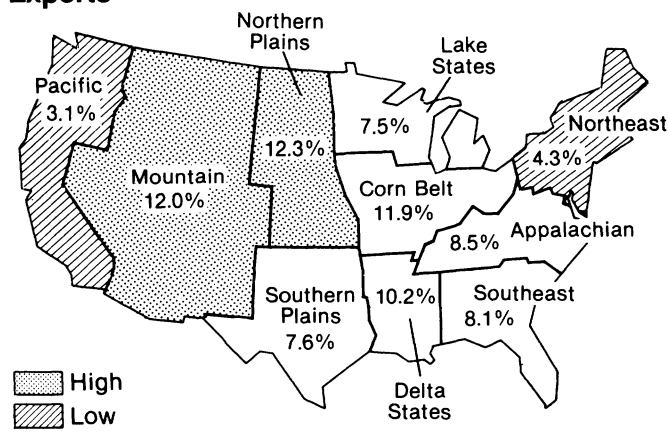 Exports
Northern
Plains
Lake
States
Pacific
3.1%
7.5%
Northeast
4.3%
12.3%
Mountain
12.0%
Corn Belt
11.9%
8.5%
Appalachian
Southern
Plains
7.6%
10.2%
Southeast
8.1%
Delta
States
High
Low